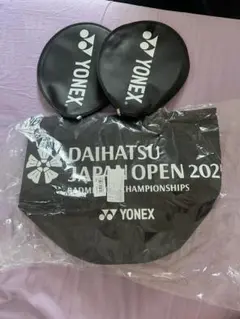 YONEX
YONEX
DAIHATSU
JAPAN OPEN 202
BADMINTON CHAMPIONSHIPS
YONEX